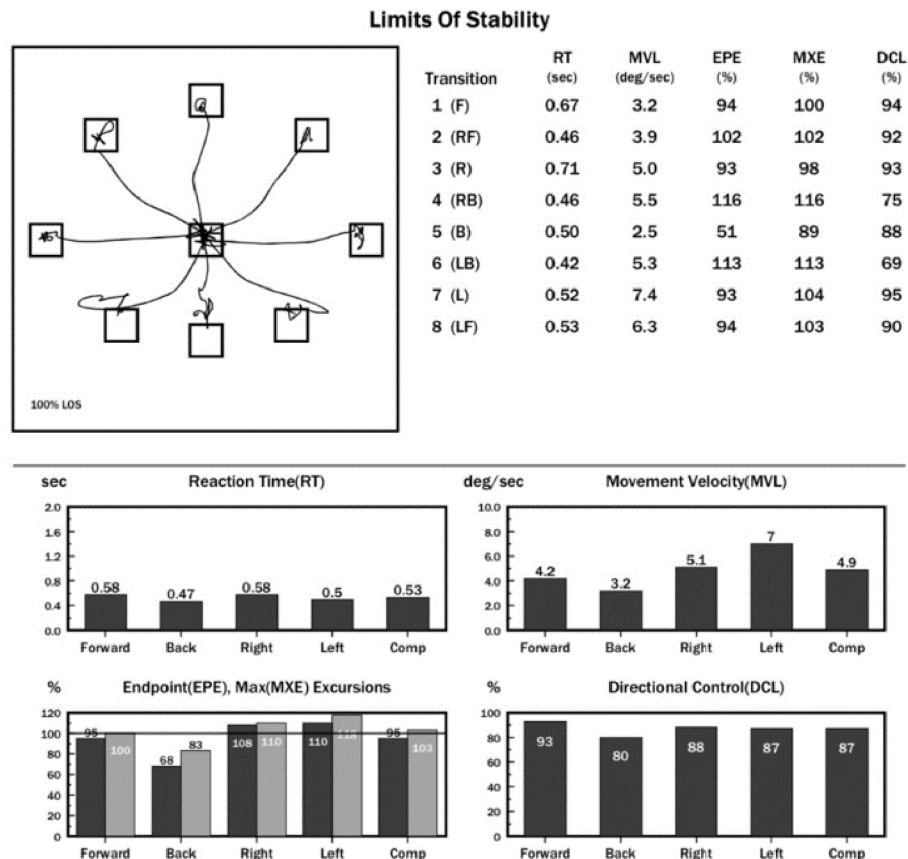 Limits Of Stability
RT MVL EPE MXE DCL
Transition (sec) (deg/sec) (%) (%) (%)
1 (F) 0.67 3.2 94 100 94
2 (RF) 0.46 3.9 102 102 92
3 (R) 0.71 5.0 93 98 93
4 (RB) 0.46 5.5 116 116 75
5 (B) 0.50 2.5 51 89 88
6 (LB) 0.42 5.3 113 113 69
7 (L) 0.52 7.4 93 104 95
8 (LF) 0.53 6.3 94 103 90
100% LOS
sec Reaction Time(RT)
2.0
1.6
1.2
0.8
0.4
0.0
0.58 0.47 0.58 0.5 0.53
Forward Back Right Left Comp
deg/sec Movement Velocity(MVL)
10.0
8.0
6.0
4.0
2.0
0.0
4.2 3.2 5.1 7 4.9
Forward Back Right Left Comp
% Endpoint(EPE), Max(MXE) Excursions
120
100
80
60
40
20
0
95 100 68 83 108 110 110 95 103
Forward Back Right Left Comp
% Directional Control(DCL)
100
80
60
40
20
0
93 80 88 87 87
Forward Back Right Left Comp